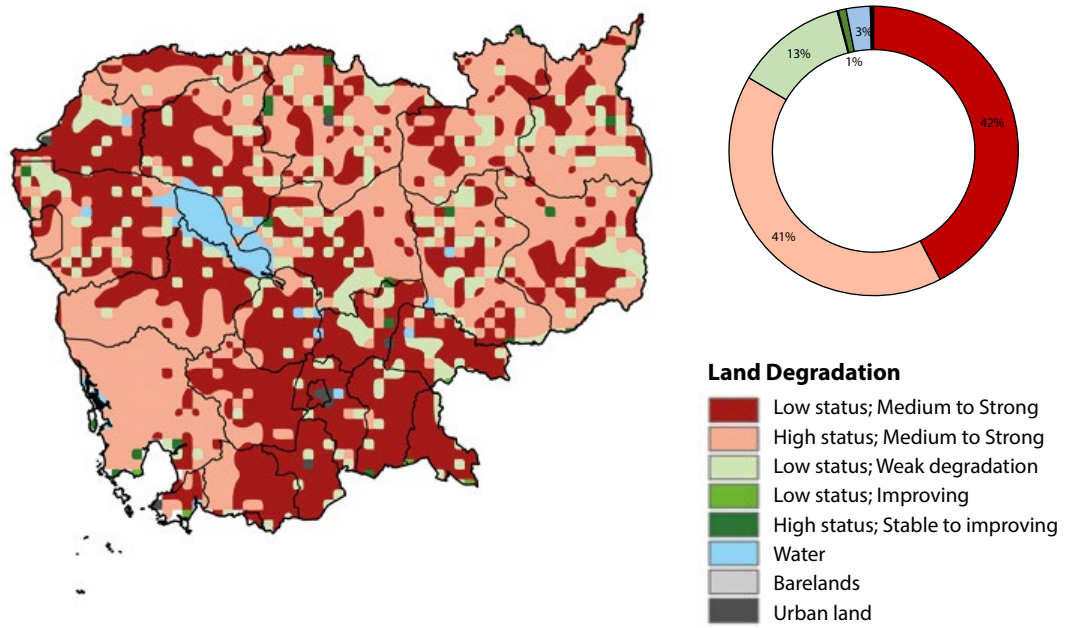 3%
13%
1%
42%
41%
Land Degradation
Low status; Medium to Strong
High status; Medium to Strong
Low status; Weak degradation
Low status; Improving
High status; Stable to improving
Water
Barelands
Urban land